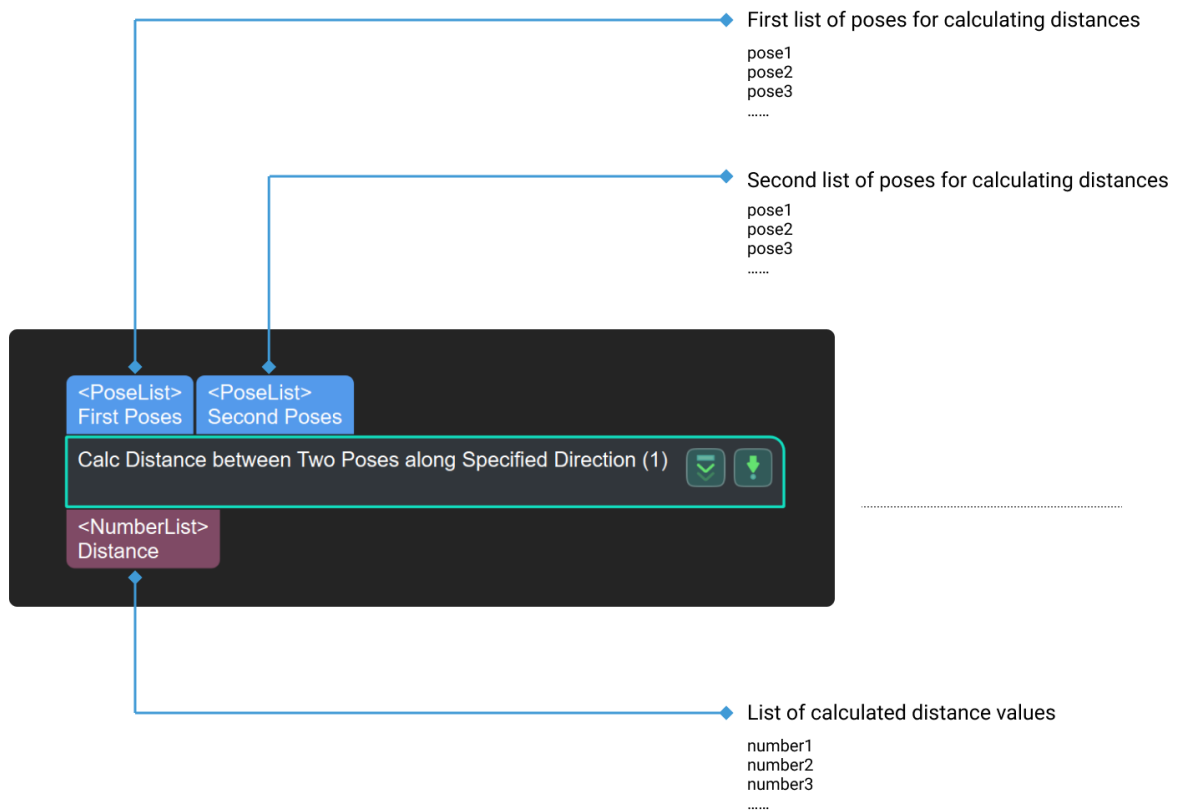 First list of poses for calculating distances
pose1
pose2
pose3
......
Second list of poses for calculating distances
pose1
pose2
pose3
......
<PoseList>
First Poses
<PoseList>
Second Poses
Calc Distance between Two Poses along Specified Direction (1)
<NumberList>
Distance
List of calculated distance values
number1
number2
number3
......